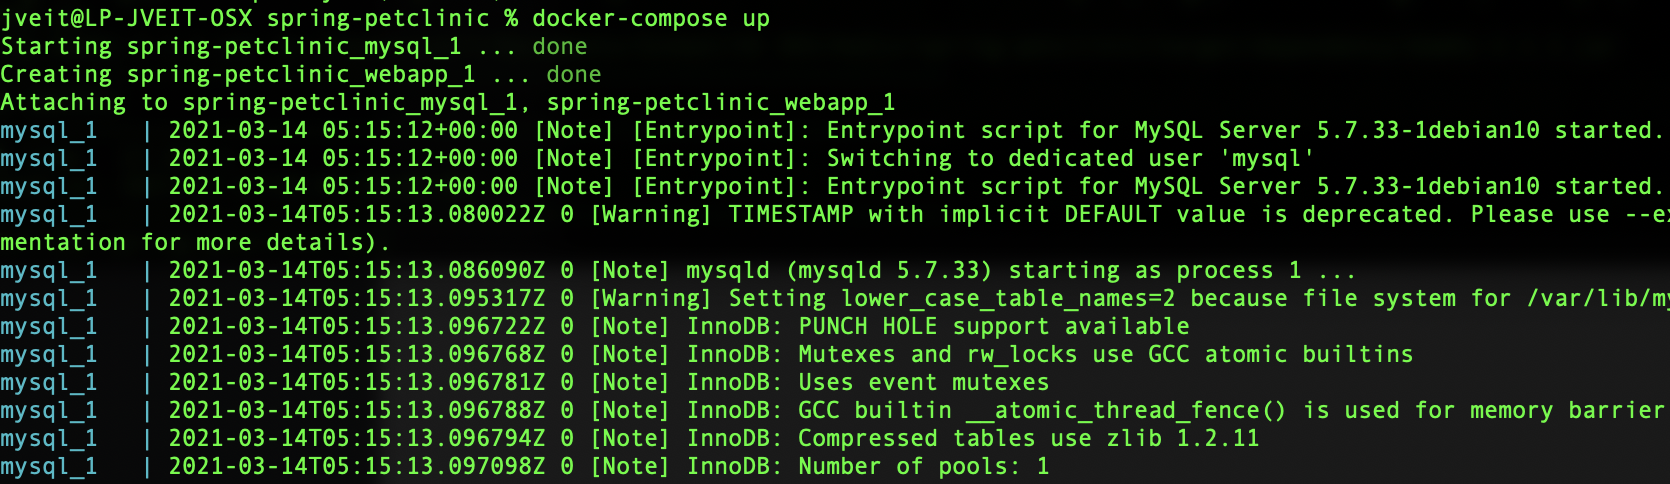 jveit@LP-JVEIT-OSX spring-petclinic % docker-compose up
Starting spring-petclinic_mysql_1 ... done
Creating spring-petclinic_webapp_1 ... done
Attaching to spring-petclinic_mysql_1, spring-petclinic_webapp_1
mysql_1   | 2021-03-14 05:15:12+00:00 [Note] [Entrypoint]: Entrypoint script for MySQL Server 5.7.33-1debian10 started.
mysql_1   | 2021-03-14 05:15:12+00:00 [Note] [Entrypoint]: Switching to dedicated user 'mysql'
mysql_1   | 2021-03-14 05:15:12+00:00 [Note] [Entrypoint]: Entrypoint script for MySQL Server 5.7.33-1debian10 started.
mysql_1   | 2021-03-14T05:15:13.080022Z 0 [Warning] TIMESTAMP with implicit DEFAULT value is deprecated. Please use --ex
mentation for more details).
mysql_1   | 2021-03-14T05:15:13.086090Z 0 [Note] mysqld (mysqld 5.7.33) starting as process 1 ...
mysql_1   | 2021-03-14T05:15:13.095317Z 0 [Warning] Setting lower_case_table_names=2 because file system for /var/lib/my
mysql_1   | 2021-03-14T05:15:13.096722Z 0 [Note] InnoDB: PUNCH HOLE support available
mysql_1   | 2021-03-14T05:15:13.096768Z 0 [Note] InnoDB: Mutexes and rw_locks use GCC atomic builtins
mysql_1   | 2021-03-14T05:15:13.096781Z 0 [Note] InnoDB: Uses event mutexes
mysql_1   | 2021-03-14T05:15:13.096788Z 0 [Note] InnoDB: GCC builtin __atomic_thread_fence() is used for memory barrier
mysql_1   | 2021-03-14T05:15:13.096794Z 0 [Note] InnoDB: Compressed tables use zlib 1.2.11
mysql_1   | 2021-03-14T05:15:13.097098Z 0 [Note] InnoDB: Number of pools: 1